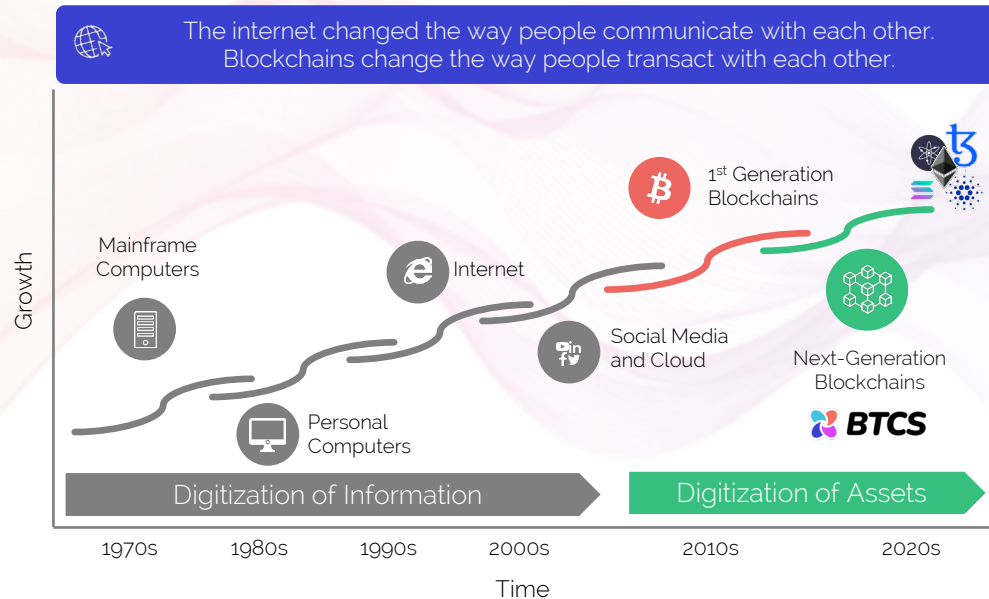 The internet changed the way people communicate with each other.
Blockchains change the way people transact with each other.
Growth
Mainframe
Computers
Personal
Computers
Internet
Social Media
and Cloud
1st Generation
Blockchains
Next-Generation
Blockchains
BTCS
Digitization of Information
Digitization of Assets
1970s
1980s
1990s
2000s
2010s
2020s
Time